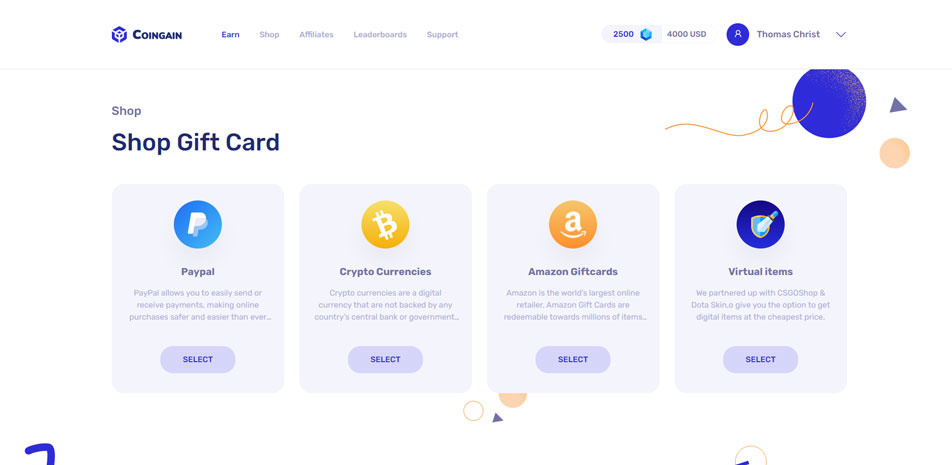 COINGAIN
Earn
Shop
Affiliates
Leaderboards
Support
2500
4000 USD
Thomas Christ
Shop
Shop Gift Card
Paypal
PayPal allows you to easily send or
receive payments, making online
purchases safer and easier than ever...
SELECT
Crypto Currencies
Crypto currencies are a digital
currency that are not backed by any
country's central bank or government...
SELECT
Amazon Giftcards
Amazon is the world's largest online
retailer. Amazon Gift Cards are
redeemable towards millions of items...
SELECT
Virtual items
We partnered up with CSGOShop &
Dota Skin.o give you the option to get
digital items at the cheapest price.
SELECT